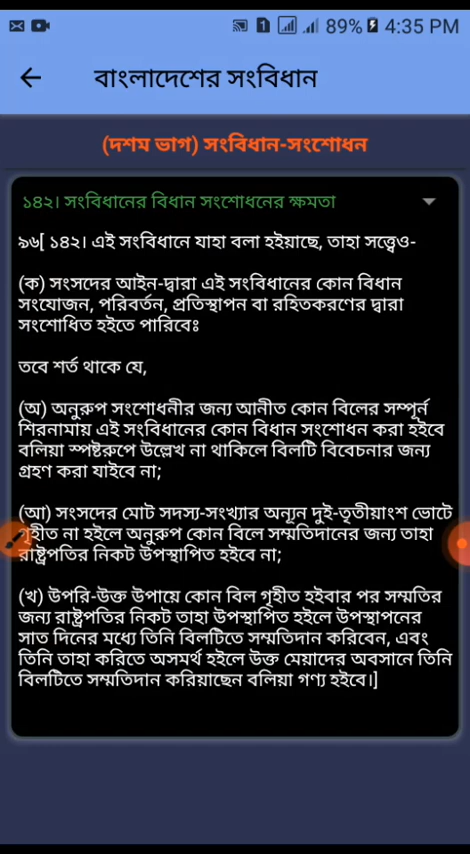 89% 4:35 PM
বাংলাদেশের সংবিধান
(দশম ভাগ) সংবিধান-সংশোধন
১৪২। সংবিধানের বিধান সংশোধনের ক্ষমতা
৯৬[ ১৪২। এই সংবিধানে যাহা বলা হইয়াছে, তাহা সত্ত্বেও-
(ক) সংসদের আইন-দ্বারা এই সংবিধানের কোন বিধান
সংযোজন, পরিবর্তন, প্রতিস্থাপন বা রহিতকরণের দ্বারা
সংশোধিত হইতে পারিবেঃ
তবে শর্ত থাকে যে,
(অ) অনুরুপ সংশোধনীর জন্য আনীত কোন বিলের সম্পূর্ন
শিরনামায় এই সংবিধানের কোন বিধান সংশোধন করা হইবে
বলিয়া স্পষ্টরুপে উল্লেখ না থাকিলে বিলটি বিবেচনার জন্য
গ্রহণ করা যাইবে না;
(আ) সংসদের মোট সদস্য-সংখ্যার অন্যূন দুই-তৃতীয়াংশ ভোটে
গৃহীত না হইলে অনুরুপ কোন বিলে সম্মতিদানের জন্য তাহা
রাষ্ট্রপতির নিকট উপস্থাপিত হইবে না;
(খ) উপরি-উক্ত উপায়ে কোন বিল গৃহীত হইবার পর সম্মতির
জন্য রাষ্ট্রপতির নিকট তাহা উপস্থাপিত হইলে উপস্থাপনের
সাত দিনের মধ্যে তিনি বিলটিতে সম্মতিদান করিবেন, এবং
তিনি তাহা করিতে অসমর্থ হইলে উক্ত মেয়াদের অবসানে তিনি
বিলটিতে সম্মতিদান করিয়াছেন বলিয়া গণ্য হইবে।]